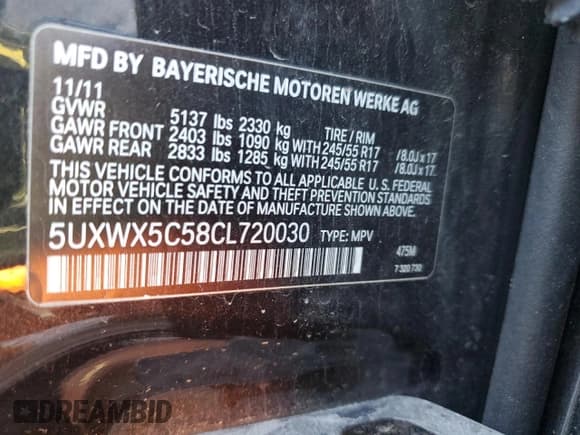 MFD BY BAYERISCHE MOTOREN WERKE AG
11/11
GVWR 5137 lbs 2330 kg TIRE / RIM
GAWR FRONT 2403 lbs 1090 kg WITH 245/55 R17 /8.0J x 17
GAWR REAR 2833 lbs 1285 kg WITH 245/55 R17 /8.0J x 17
THIS VEHICLE CONFORMS TO ALL APPLICABLE U. S. FEDERAL
MOTOR VEHICLE SAFETY AND THEFT PREVENTION STANDARDS
IN EFFECT ON THE DATE OF MANUFACTURE SHOWN ABOVE.
5UXWX5C58CL720030 TYPE: MPV
475M
7 320 730
DREAMBID